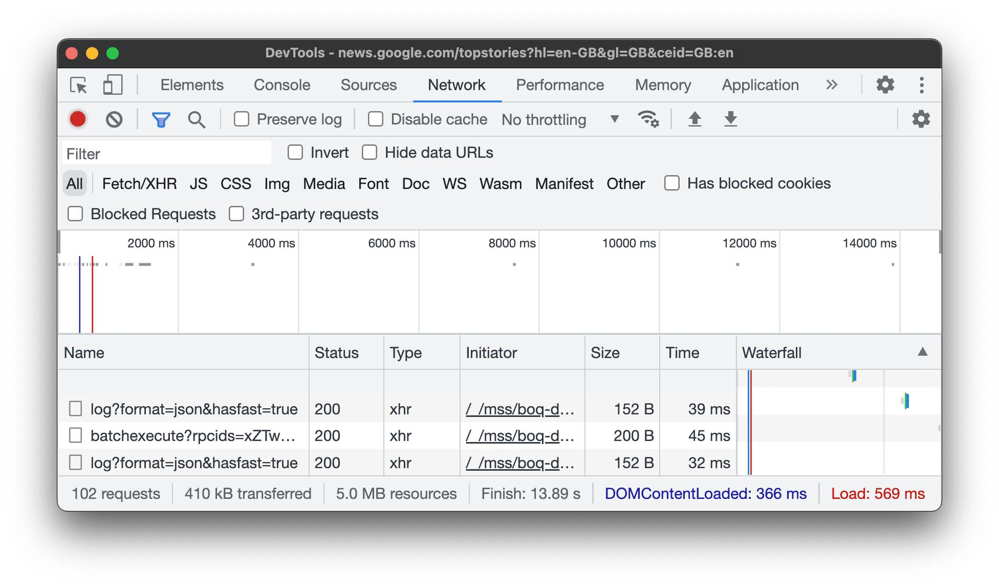 DevTools - news.google.com/topstories?hl=en-GB&gl=GB&ceid=GB:en
Elements Console Sources Network Performance Memory Application »
Preserve log Disable cache No throttling
Filter Invert Hide data URLs
All Fetch/XHR JS CSS Img Media Font Doc WS Wasm Manifest Other Has blocked cookies
Blocked Requests 3rd-party requests
2000 ms 4000 ms 6000 ms 8000 ms 10000 ms 12000 ms 14000 ms
Name Status Type Initiator Size Time Waterfall
log?format=json&hasfast=true 200 xhr /_/mss/boq-d… 152 B 39 ms
batchexecute?rpcids=xZTw… 200 xhr /_/mss/boq-d… 200 B 45 ms
log?format=json&hasfast=true 200 xhr /_/mss/boq-d… 152 B 32 ms
102 requests 410 kB transferred 5.0 MB resources Finish: 13.89 s DOMContentLoaded: 366 ms Load: 569 ms